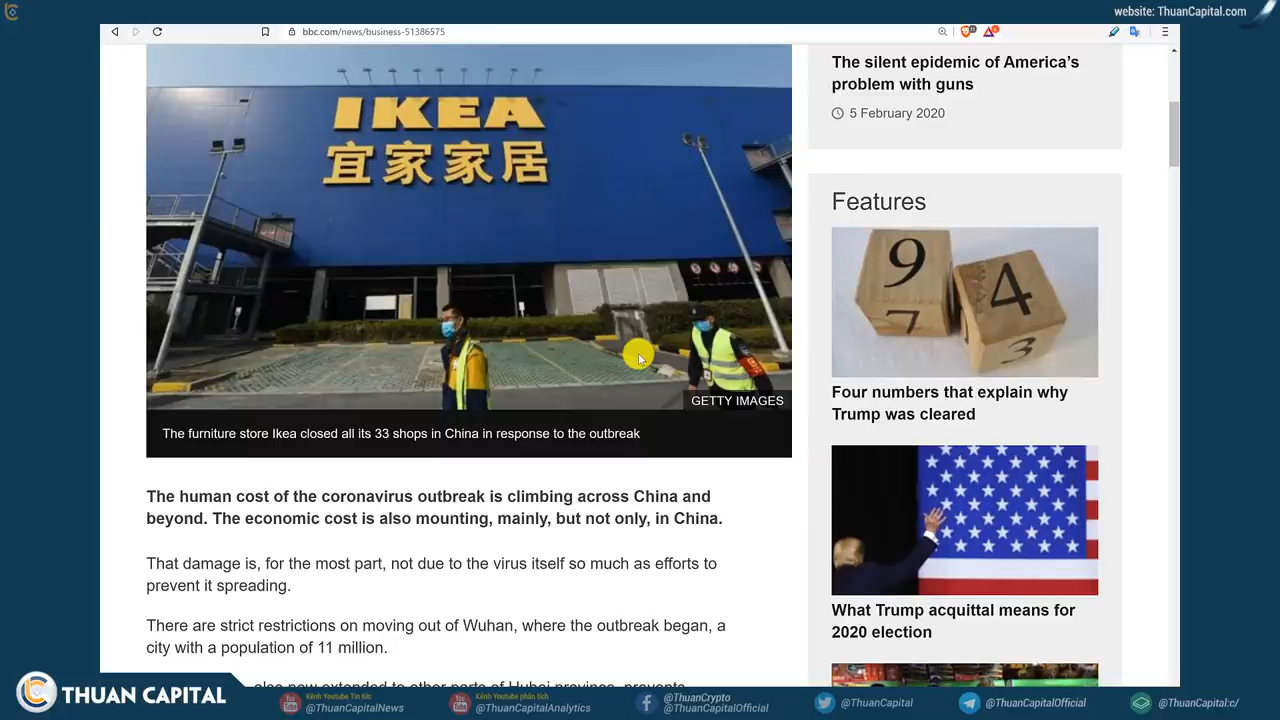 website: ThuanCapital.com
bbc.com/news/business-51386575
IKEA
宜家家居
GETTY IMAGES
The furniture store Ikea closed all its 33 shops in China in response to the outbreak
The human cost of the coronavirus outbreak is climbing across China and
beyond. The economic cost is also mounting, mainly, but not only, in China.
That damage is, for the most part, not due to the virus itself so much as efforts to
prevent it spreading.
There are strict restrictions on moving out of Wuhan, where the outbreak began, a
city with a population of 11 million.
The silent epidemic of America's
problem with guns
5 February 2020
Features
9
7
4
3
Four numbers that explain why
Trump was cleared
What Trump acquittal means for
2020 election
THUAN CAPITAL
Kênh Youtube Tin tức
@ThuanCapitalNews
Kênh Youtube phân tích
@ThuanCapitalAnalytics
@ThuanCrypto
@ThuanCapitalOfficial
@ThuanCapital
@ThuanCapitalOfficial
@ThuanCapital:c/